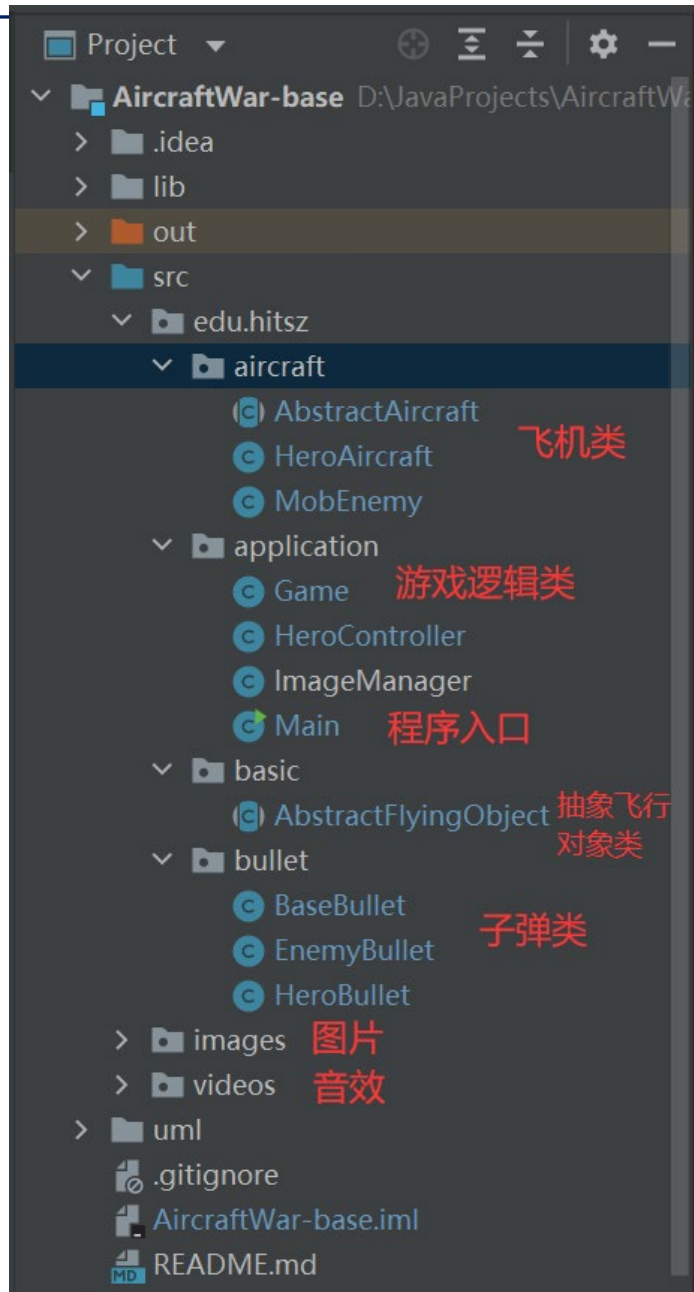 Project
AircraftWar-base D:\JavaProjects\AircraftWa
.idea
lib
out
src
edu.hitsz
aircraft
AbstractAircraft
飞机类
HeroAircraft
MobEnemy
application
Game 游戏逻辑类
HeroController
ImageManager
Main 程序入口
basic
AbstractFlyingObject 抽象飞行
对象类
bullet
BaseBullet
子弹类
EnemyBullet
HeroBullet
images 图片
videos 音效
uml
.gitignore
AircraftWar-base.iml
README.md